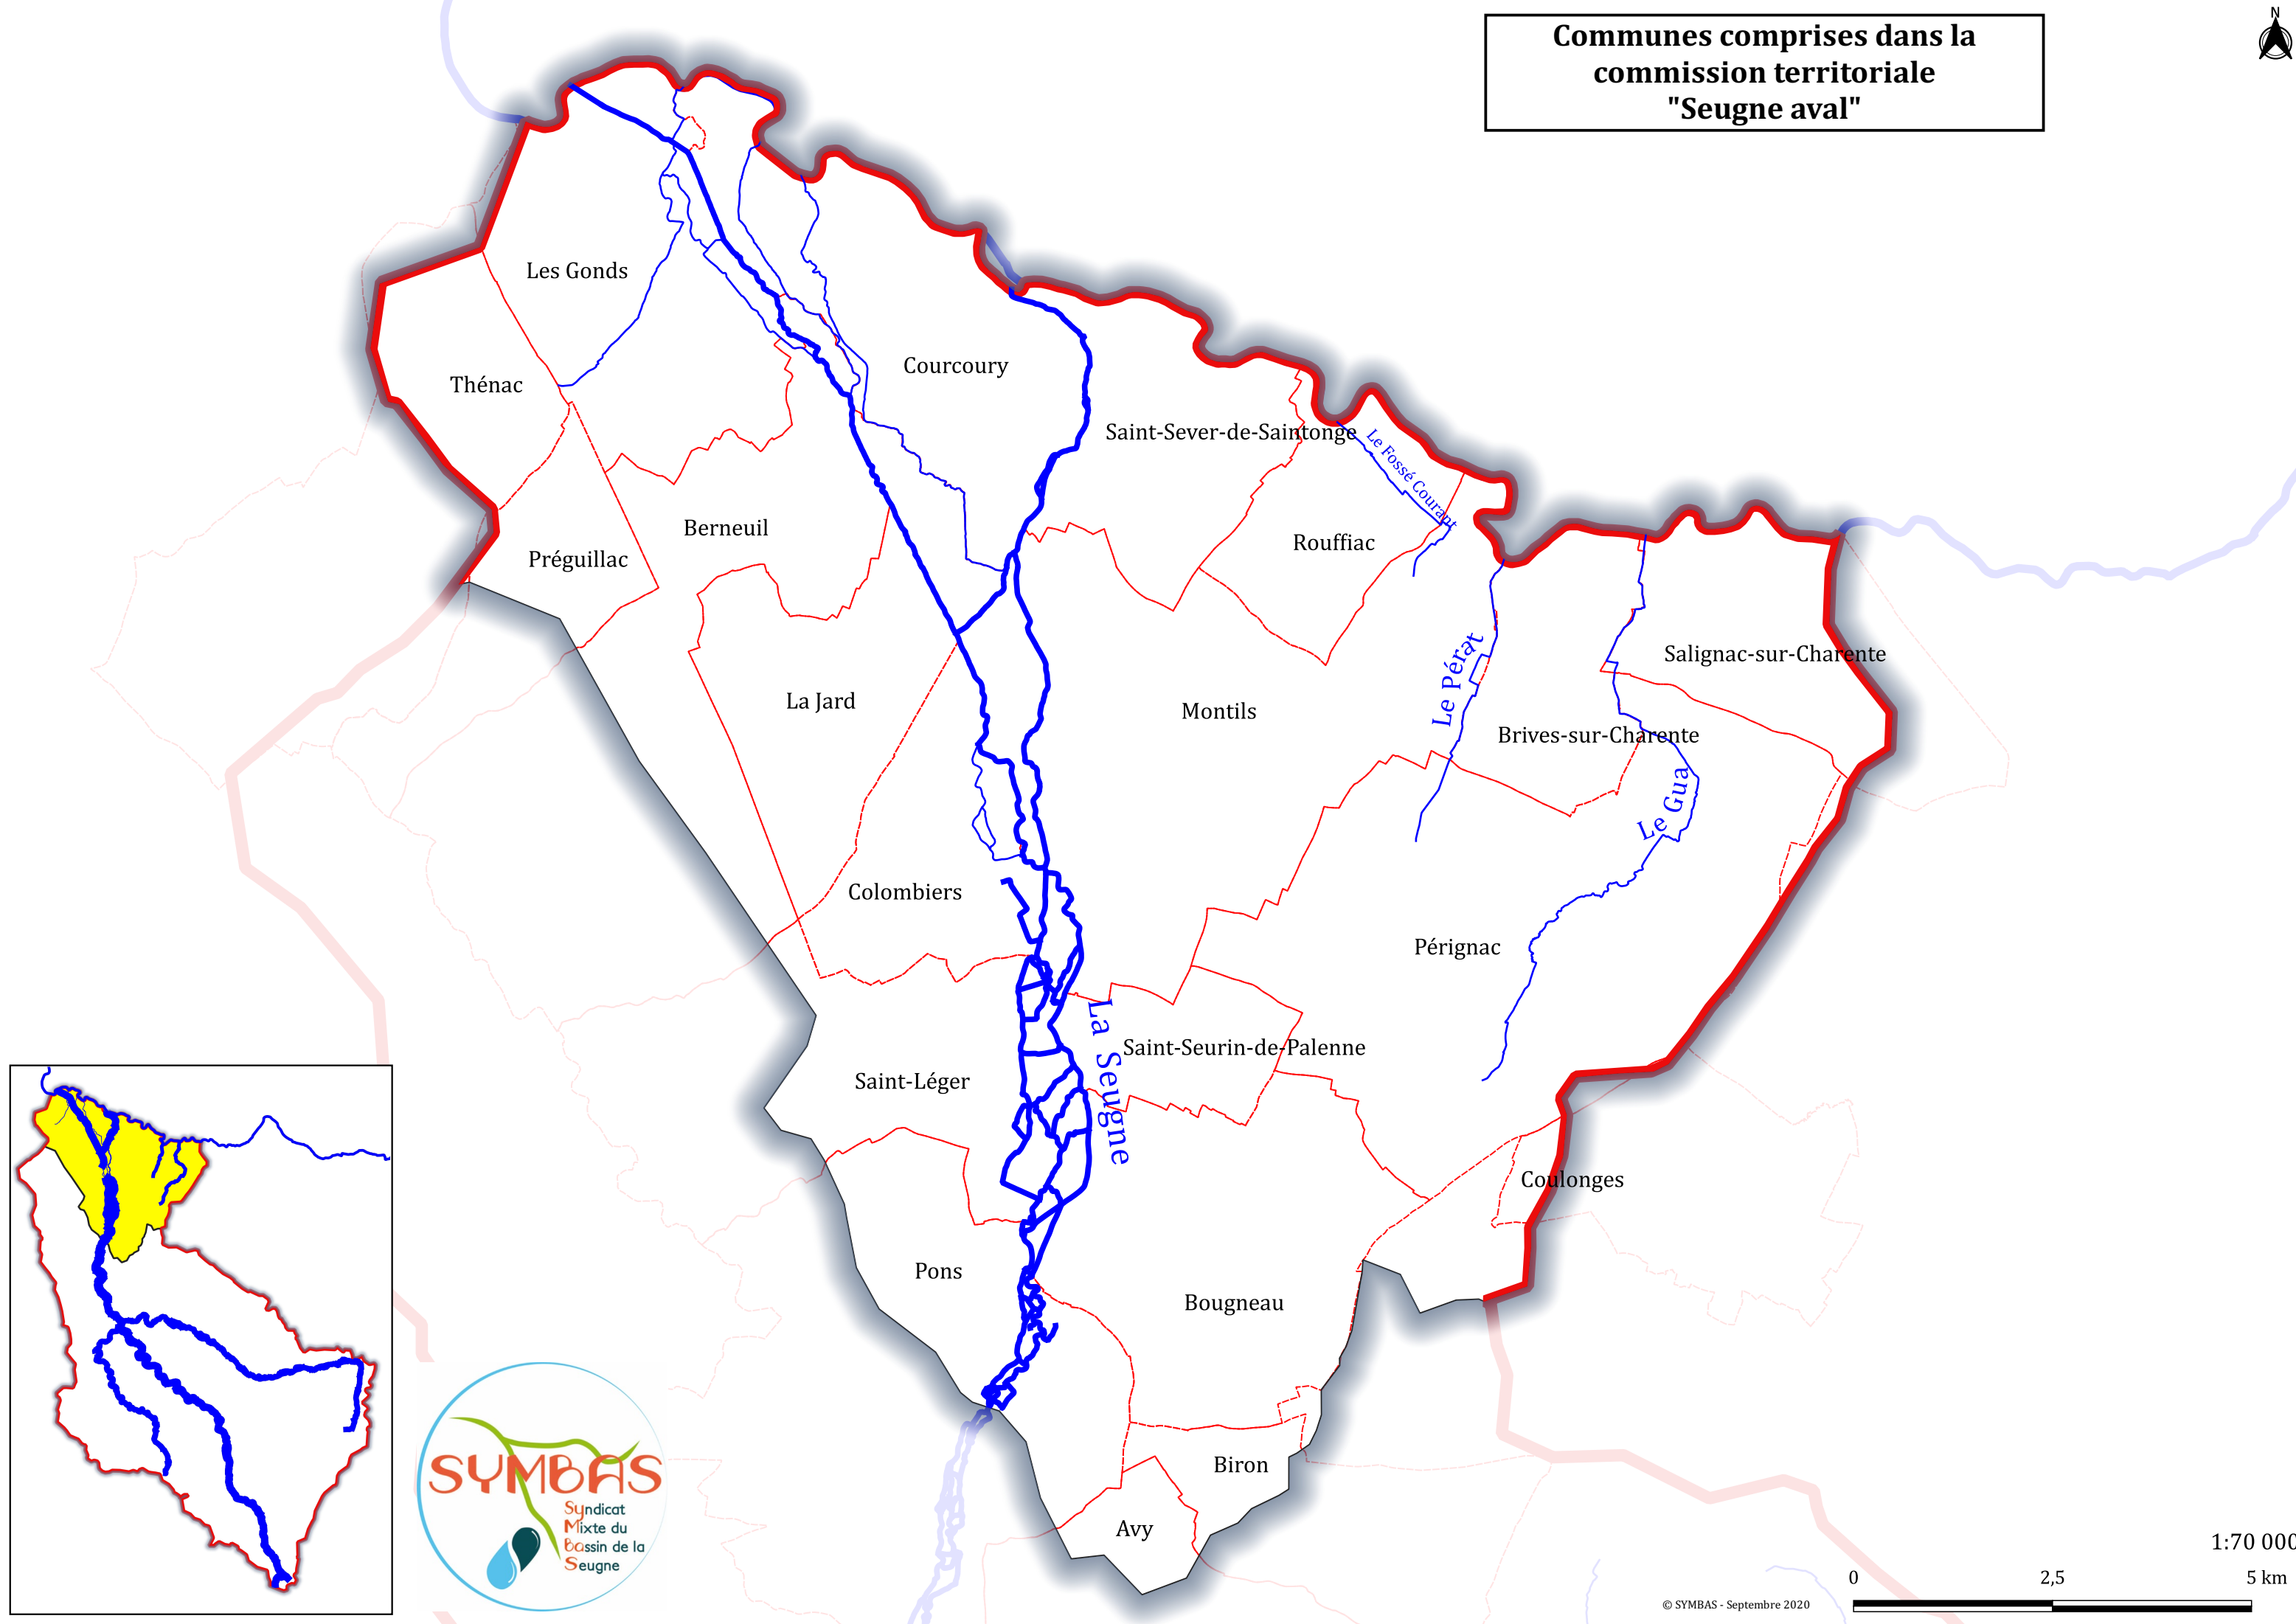 Communes comprises dans la
commission territoriale
"Seugne aval"
N
Les Gonds
Courcoury
Thénac
Saint-Sever-de-Saintonge
Le Fossé Courant
Berneuil
Rouffiac
Préguillac
Le Pérat
Salignac-sur-Charente
La Jard
Montils
Brives-sur-Charente
Le Gua
Colombiers
Pérignac
La Seugne
Saint-Seurin-de-Palenne
Saint-Léger
Coulonges
Pons
Bougneau
Biron
Avy
SYMBAS
Syndicat
Mixte du
Bassin de la
Seugne
1:70 000
0 2,5 5 km
© SYMBAS - Septembre 2020